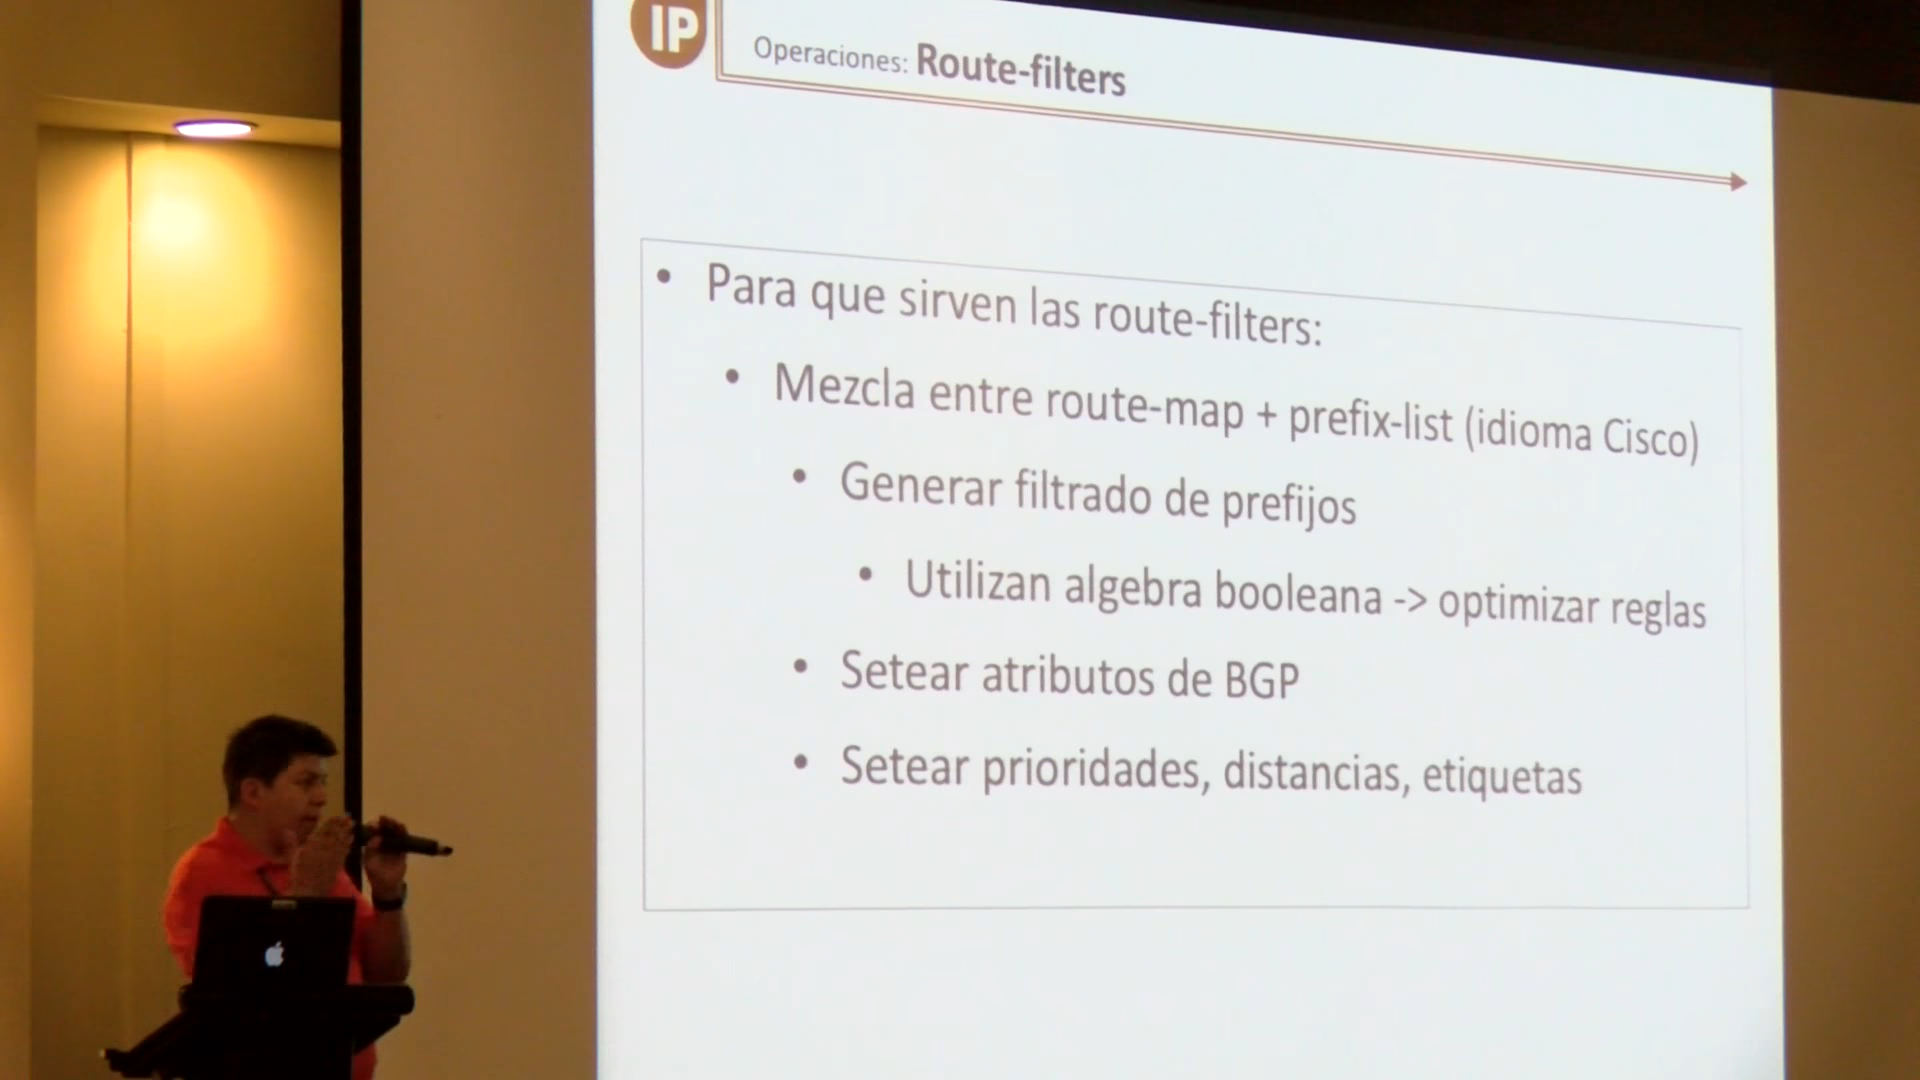 IP
Operaciones: Route-filters
• Para que sirven las route-filters:
• Mezcla entre route-map + prefix-list (idioma Cisco)
• Generar filtrado de prefijos
• Utilizan algebra booleana -> optimizar reglas
• Setear atributos de BGP
• Setear prioridades, distancias, etiquetas